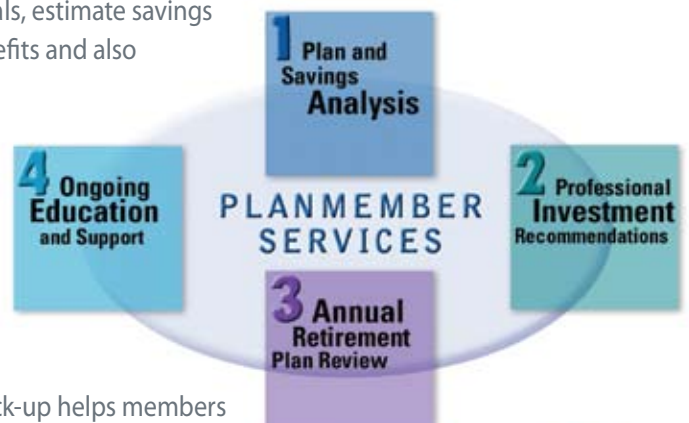 als, estimate savings
efits and also
1 Plan and
Savings
Analysis
4 Ongoing
Education
and Support
PLANMEMBER
SERVICES
2 Professional
Investment
Recommendations
3 Annual
Retirement
Plan Review
ck-up helps members